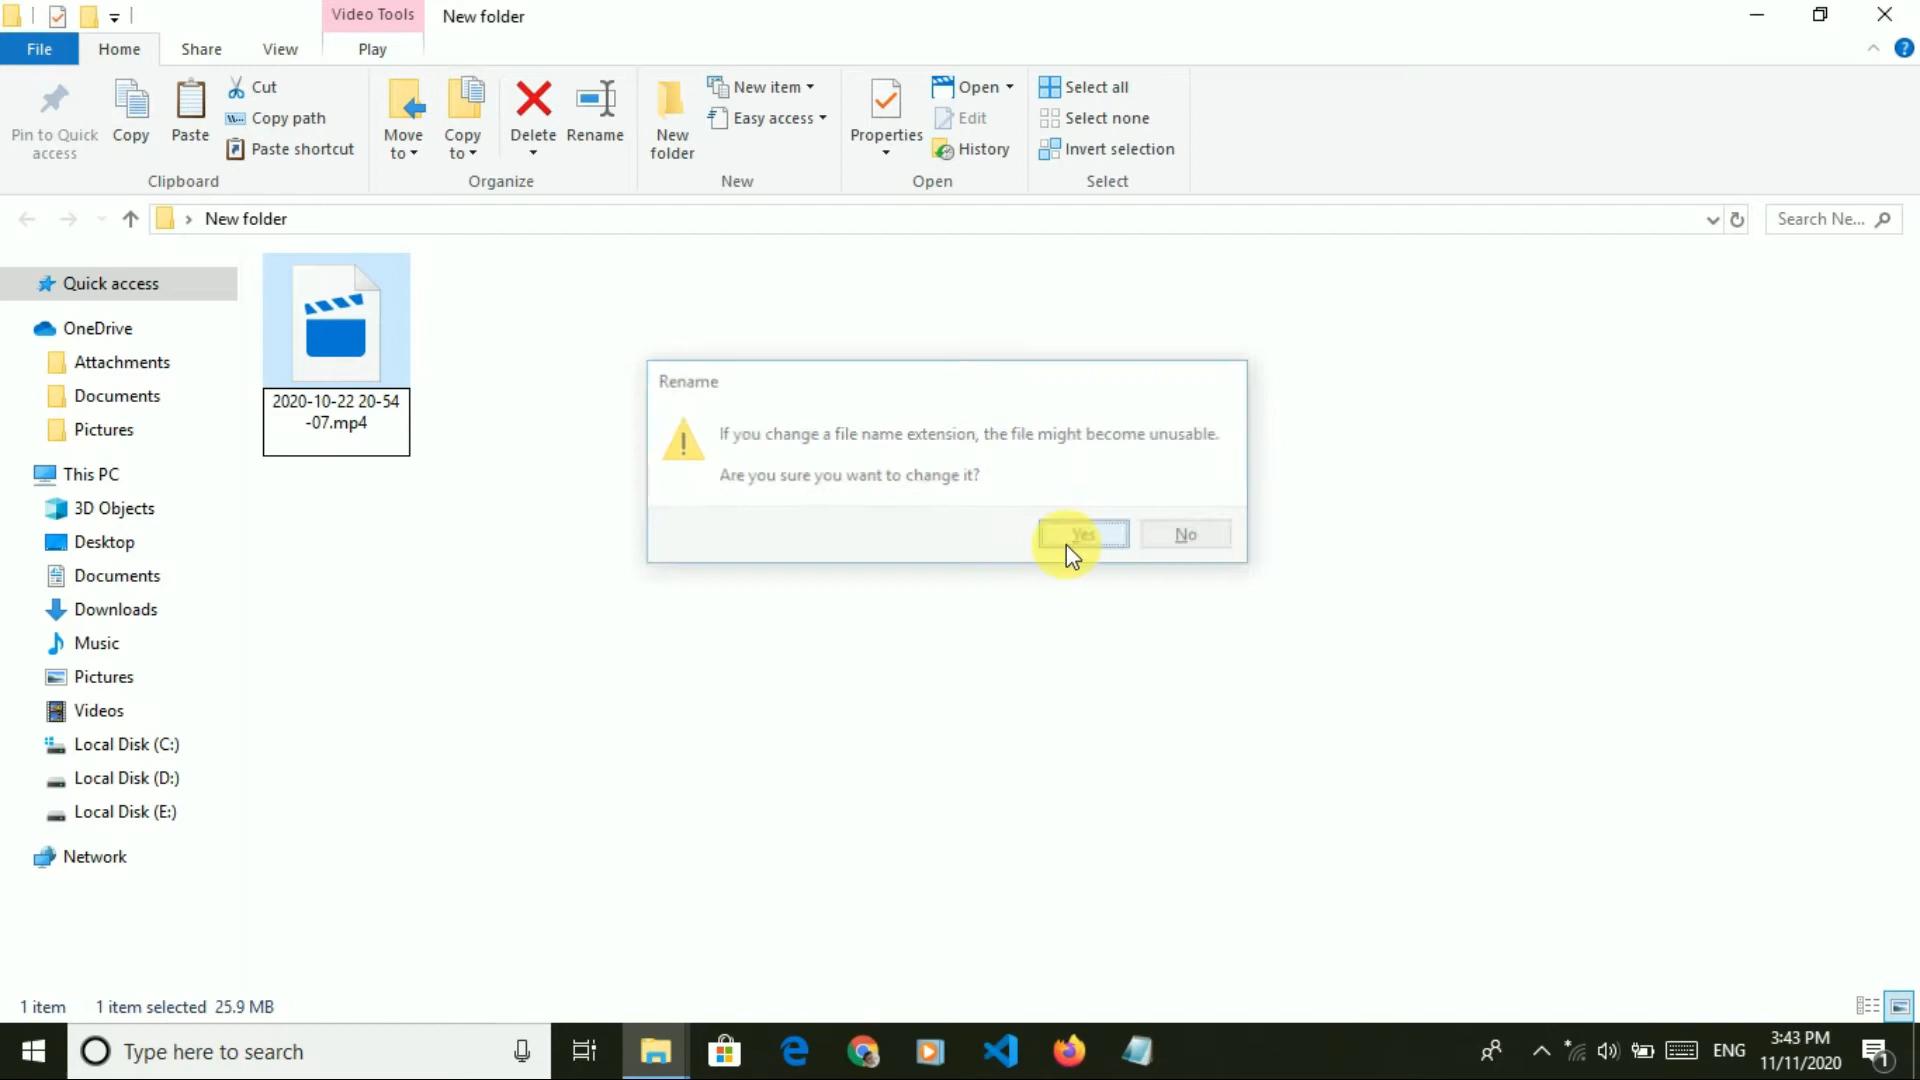 Video Tools
New folder
File
Home
Share
View
Play
Pin to Quick
access
Copy
Paste
Cut
Copy path
Paste shortcut
Clipboard
Move
to
Copy
to
Delete
Rename
Organize
New
folder
New item
Easy access
New
Properties
Open
Edit
History
Open
Select all
Select none
Invert selection
Select
New folder
Search Ne...
Quick access
OneDrive
Attachments
Documents
Pictures
This PC
3D Objects
Desktop
Documents
Downloads
Music
Pictures
Videos
Local Disk (C:)
Local Disk (D:)
Local Disk (E:)
Network
2020-10-22 20-54
-07.mp4
Rename
If you change a file name extension, the file might become unusable.
Are you sure you want to change it?
Yes
No
1 item
1 item selected 25.9 MB
Type here to search
ENG
3:43 PM
11/11/2020
1